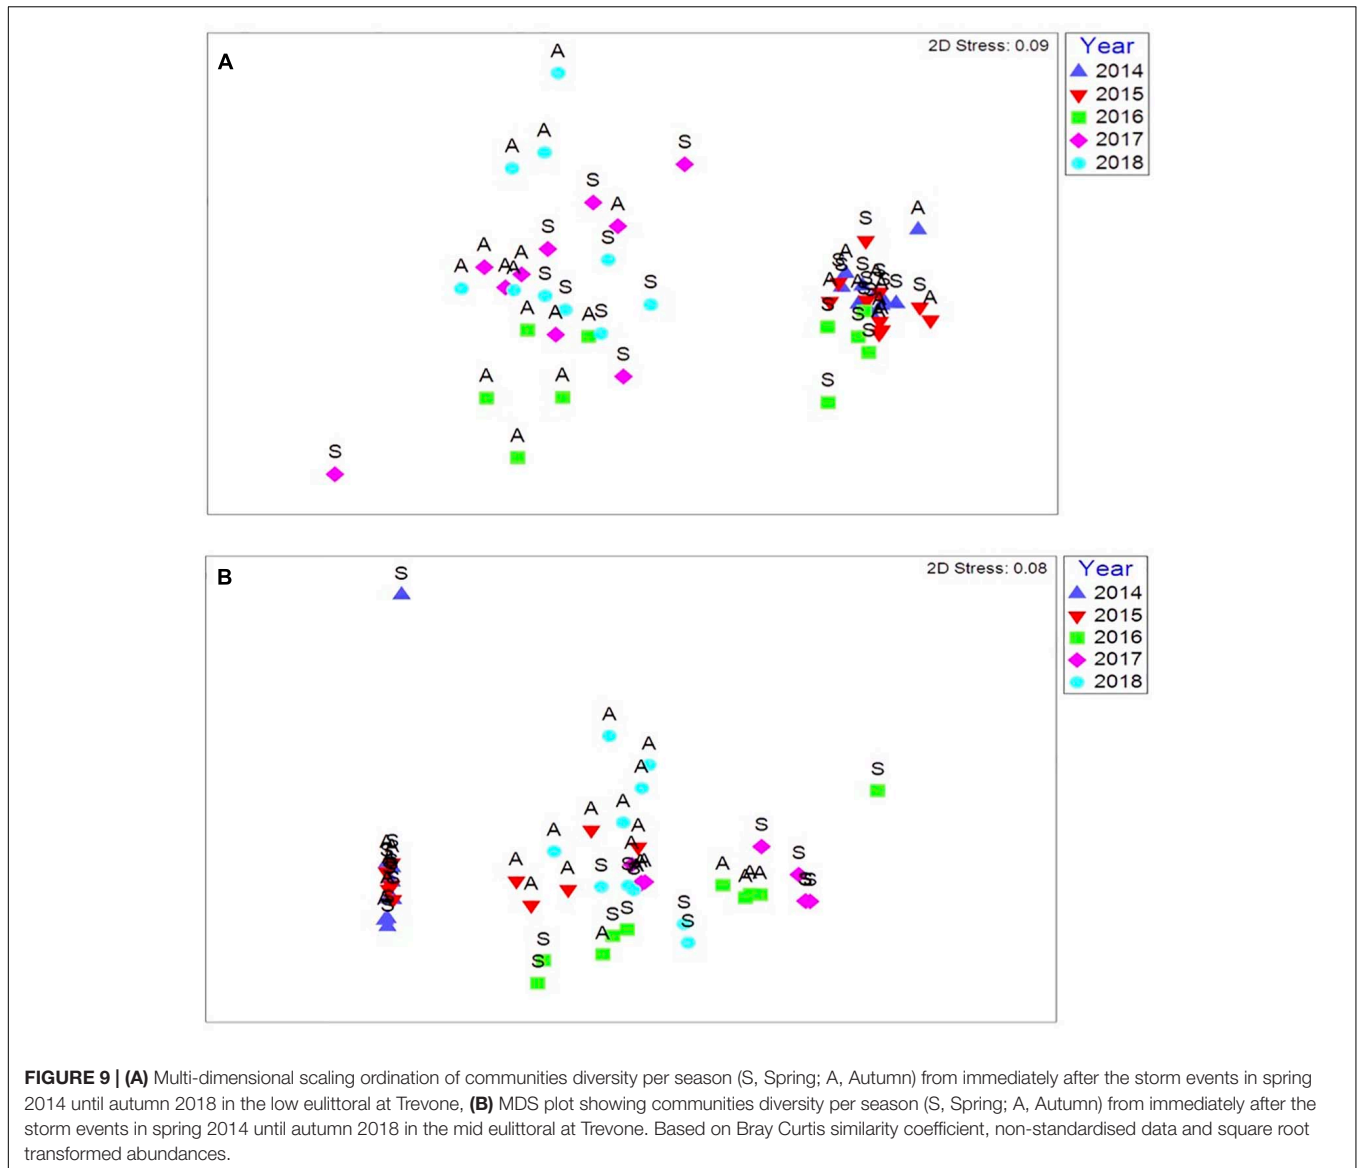 A
2D Stress: 0.09
Year
2014
2015
2016
2017
2018
A
A
A
S
S
A
S
S
A
A
A
A
A
S
S
S
A
A
A
S
S
A
A
A
S
S
A
S
A
S
S
A
S
A
S
S
S
B
2D Stress: 0.08
Year
2014
2015
2016
2017
2018
S
A
A
A
S
A
A
A
A
S
S
A
A
A
S
A
A
A
S
S
S
S
S
S
A
S
S
FIGURE 9 | (A) Multi-dimensional scaling ordination of communities diversity per season (S, Spring; A, Autumn) from immediately after the storm events in spring
2014 until autumn 2018 in the low eulittoral at Trevone, (B) MDS plot showing communities diversity per season (S, Spring; A, Autumn) from immediately after the
storm events in spring 2014 until autumn 2018 in the mid eulittoral at Trevone. Based on Bray Curtis similarity coefficient, non-standardised data and square root
transformed abundances.